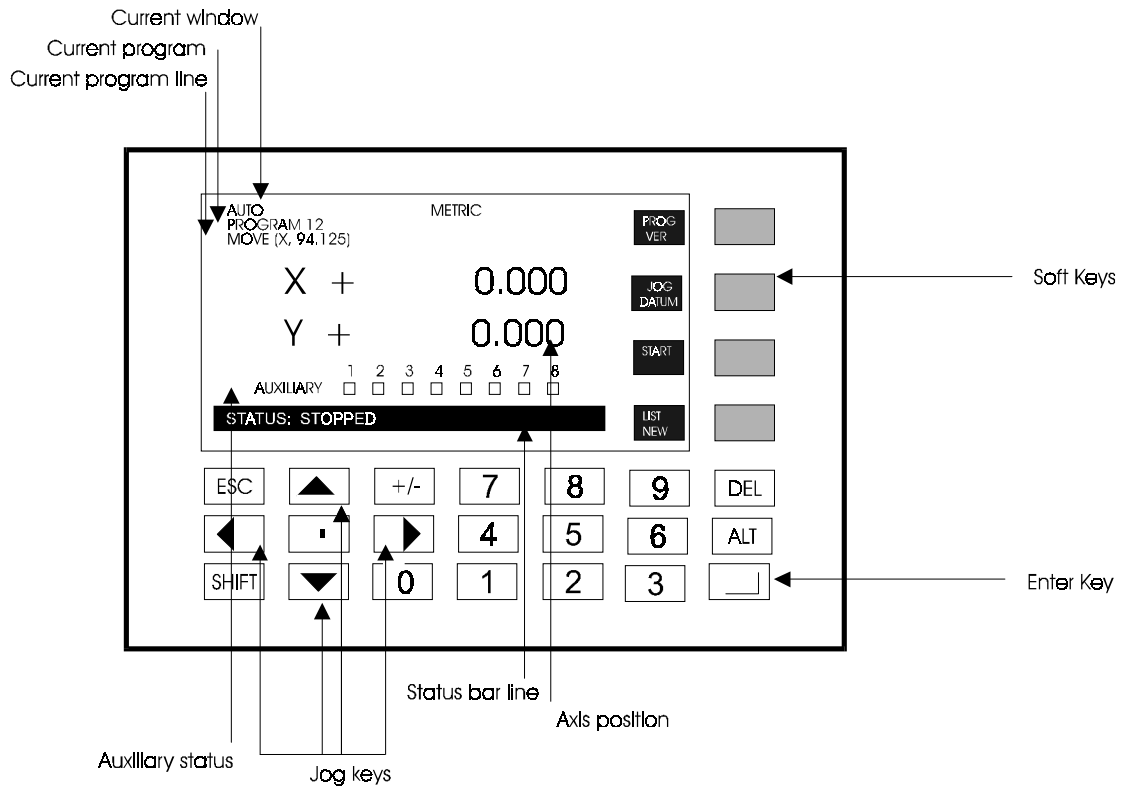 Current window
Current program
Current program line
AUTO
METRIC
PROGRAM 12
MOVE (X, 94.125)
X + 0.000
Y + 0.000
1 2 3 4 5 6 7 8
AUXILIARY
STATUS: STOPPED
PROG
VER
JOG
DATUM
START
LIST
NEW
Soft Keys
ESC +/- 7 8 9 DEL
. 4 5 6 ALT
SHIFT 0 1 2 3
Enter Key
Status bar line
Axis position
Auxiliary status
Jog keys